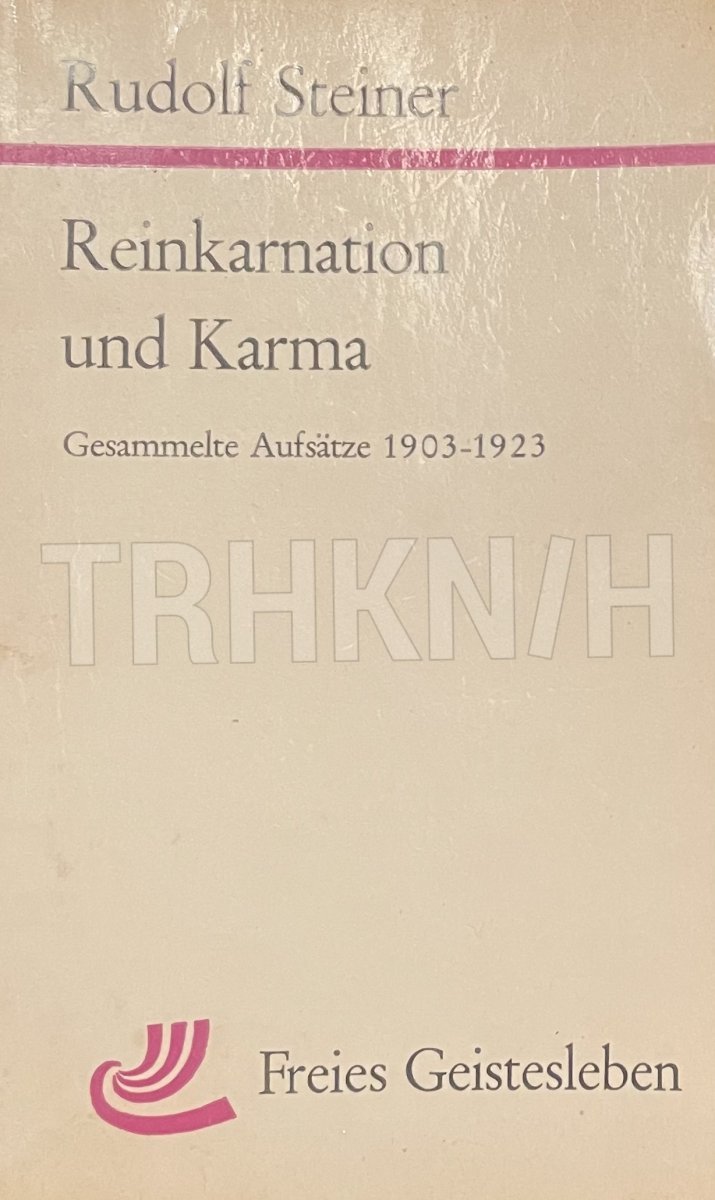 Rudolf Steiner
Reinkarnation
und Karma
Gesammelte Aufsätze 1903-1923
TRHKN/H
Freies Geistesleben